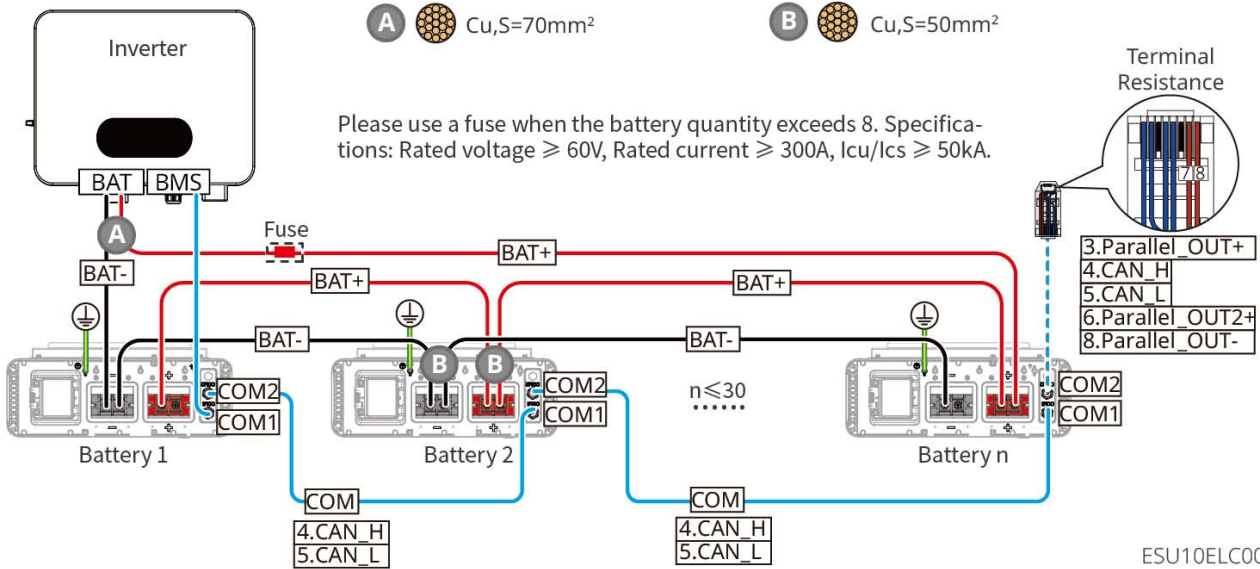 A Cu,S=70mm²
B Cu,S=50mm²
Inverter
Terminal
Resistance
Please use a fuse when the battery quantity exceeds 8. Specifica-
tions: Rated voltage ⩾ 60V, Rated current ⩾ 300A, Icu/Ics ⩾ 50kA.
BAT
BMS
7 8
A
Fuse
BAT+
BAT-
BAT+
BAT+
3.Parallel_OUT+
4.CAN_H
5.CAN_L
6.Parallel_OUT2+
8.Parallel_OUT-
BAT-
BAT-
B
B
COM2
COM1
COM2
COM1
n⩽30
......
COM2
COM1
Battery 1
Battery 2
Battery n
COM
4.CAN_H
5.CAN_L
COM
4.CAN_H
5.CAN_L
ESU10ELC00